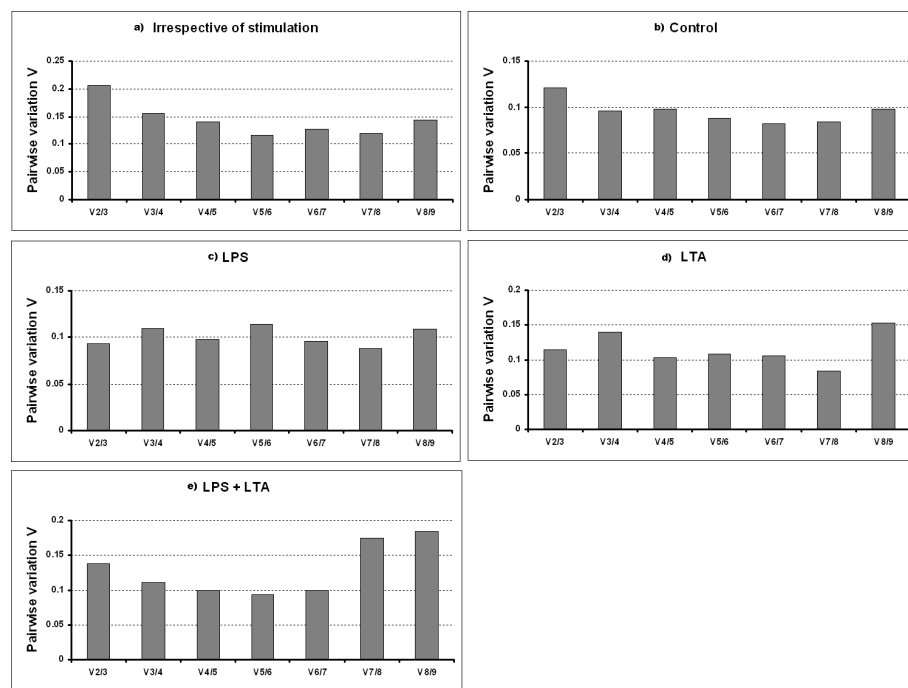 a) Irrespective of stimulation
Pairwise variation V
0.25
0.2
0.15
0.1
0.05
0
V2/3 V3/4 V4/5 V5/6 V6/7 V7/8 V8/9
b) Control
Pairwise variation V
0.15
0.1
0.05
0
V2/3 V3/4 V4/5 V5/6 V6/7 V7/8 V8/9
c) LPS
Pairwise variation V
0.15
0.1
0.05
0
V2/3 V3/4 V4/5 V5/6 V6/7 V7/8 V8/9
d) LTA
Pairwise variation V
0.2
0.15
0.1
0.05
0
V2/3 V3/4 V4/5 V5/6 V6/7 V7/8 V8/9
e) LPS + LTA
Pairwise variation V
0.2
0.15
0.1
0.05
0
V2/3 V3/4 V4/5 V5/6 V6/7 V7/8 V8/9